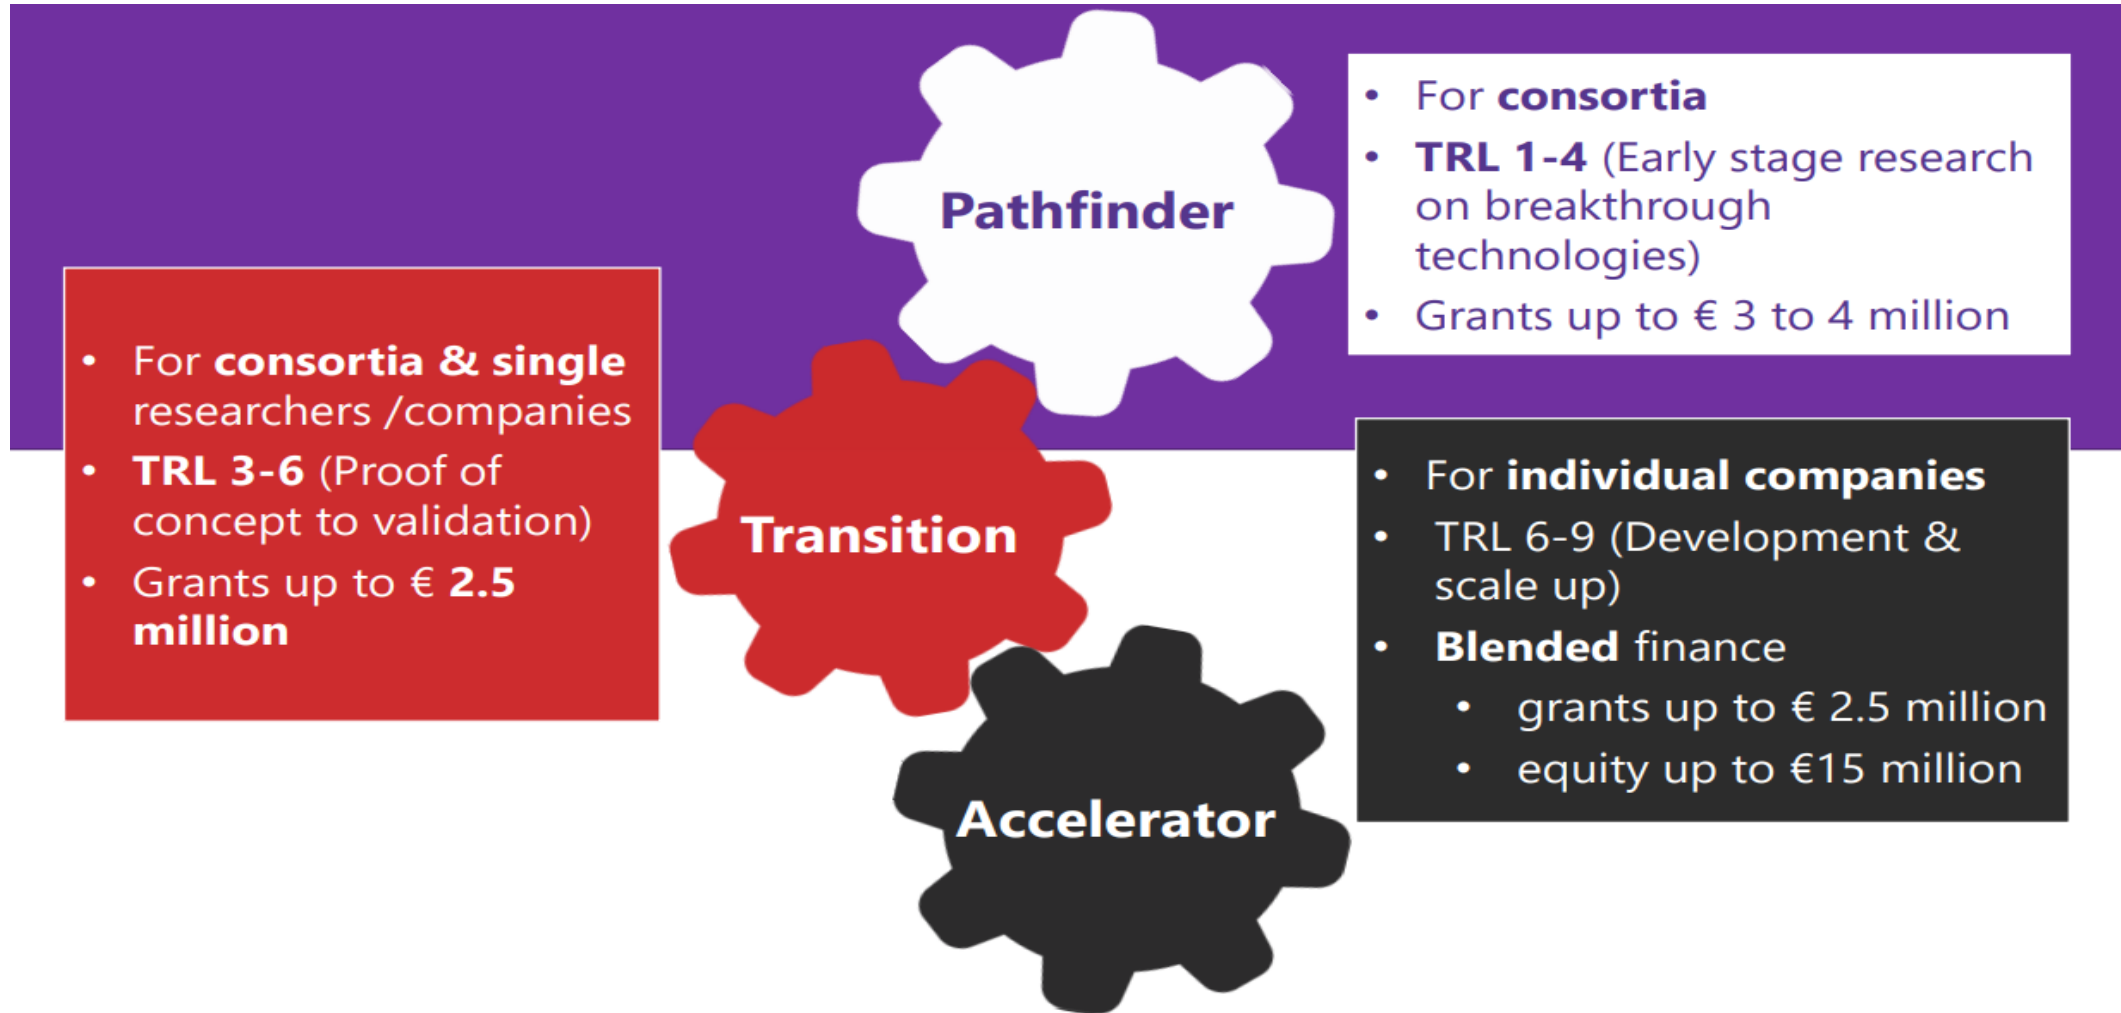 Pathfinder
• For consortia
• TRL 1-4 (Early stage research
on breakthrough
technologies)
• Grants up to € 3 to 4 million
• For consortia & single
researchers /companies
• TRL 3-6 (Proof of
concept to validation)
• Grants up to € 2.5
million
Transition
• For individual companies
• TRL 6-9 (Development &
scale up)
• Blended finance
• grants up to € 2.5 million
• equity up to €15 million
Accelerator